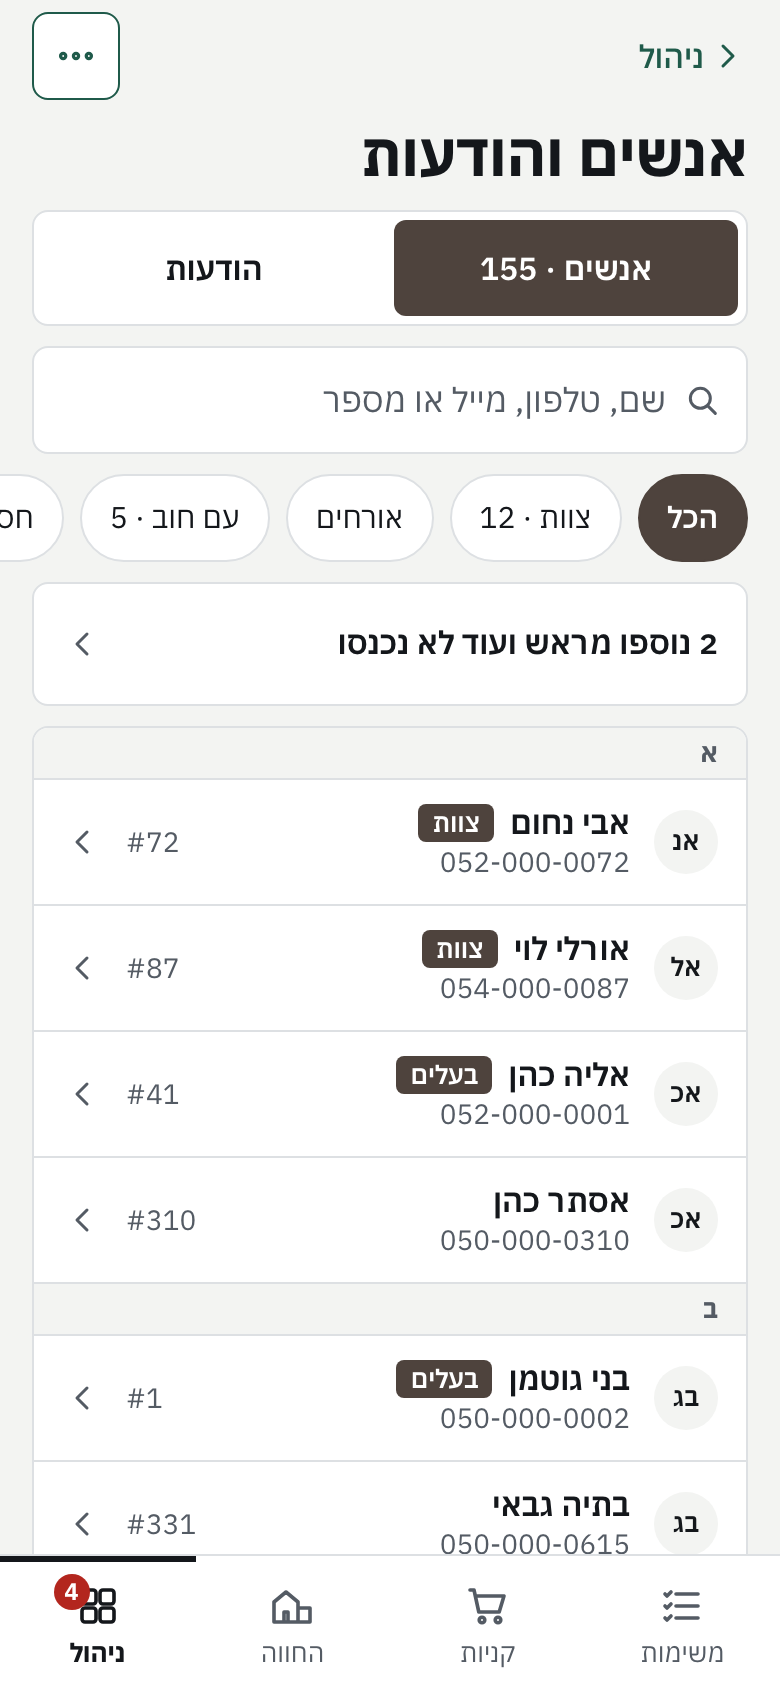 ניהול
אנשים והודעות
אנשים · 155
הודעות
שם, טלפון, מייל או מספר
הכל
צוות · 12
אורחים
עם חוב · 5
חס
2 נוספו מראש ועוד לא נכנסו
א
אנ
אבי נחום צוות
052-000-0072
#72
אל
אורלי לוי צוות
054-000-0087
#87
אכ
אליה כהן בעלים
052-000-0001
#41
אכ
אסתר כהן
050-000-0310
#310
ב
בג
בני גוטמן בעלים
050-000-0002
#1
בג
בתיה גבאי
050-000-0615
#331
משימות
קניות
החווה
4
ניהול